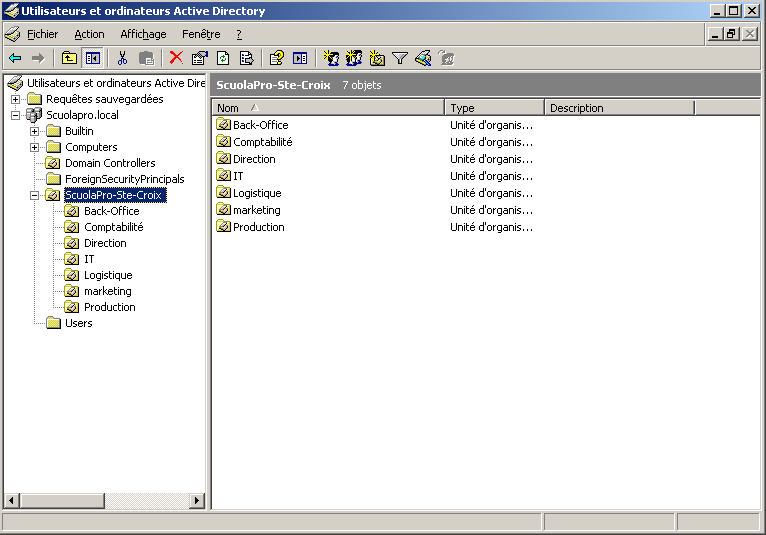 Utilisateurs et ordinateurs Active Directory
Fichier Action Affichage Fenêtre ?
Utilisateurs et ordinateurs Active Dire
Requêtes sauvegardées
Scuolapro.local
Builtin
Computers
Domain Controllers
ForeignSecurityPrincipals
ScuolaPro-Ste-Croix
Back-Office
Comptabilité
Direction
IT
Logistique
marketing
Production
Users
ScuolaPro-Ste-Croix 7 objets
Nom Type Description
Back-Office Unité d'organis...
Comptabilité Unité d'organis...
Direction Unité d'organis...
IT Unité d'organis...
Logistique Unité d'organis...
marketing Unité d'organis...
Production Unité d'organis...